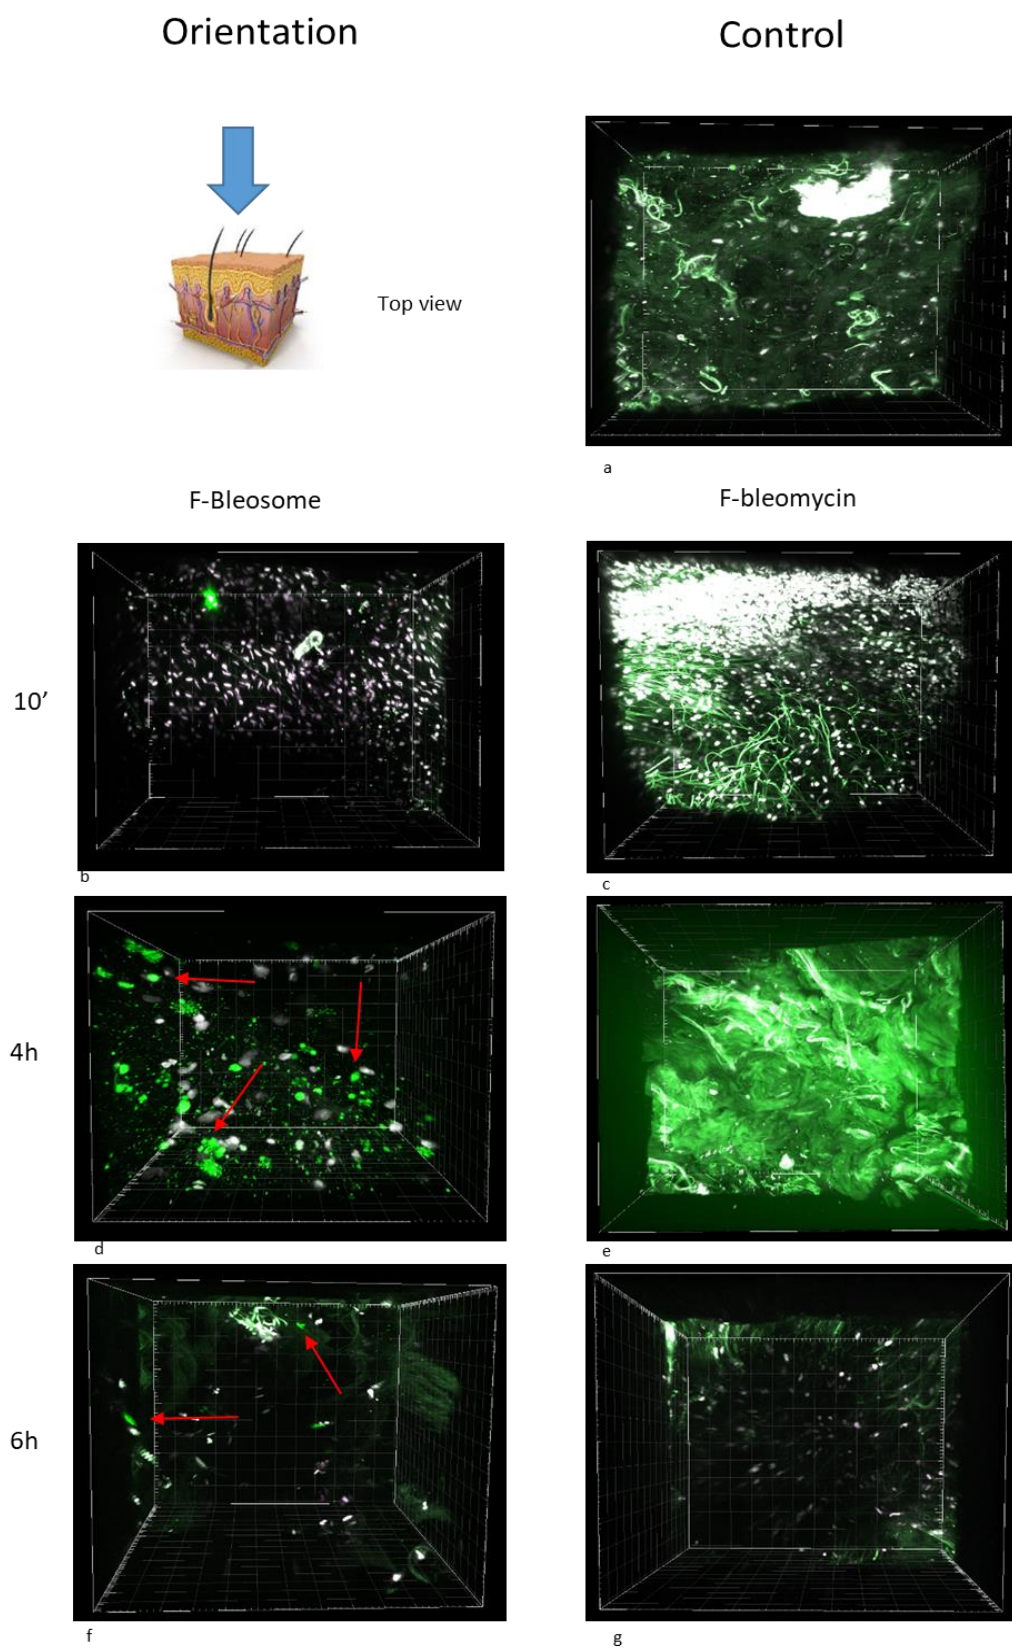 Orientation
Control
Top view
a
F-Bleosome
F-bleomycin
10’
b
c
4h
d
e
6h
f
g